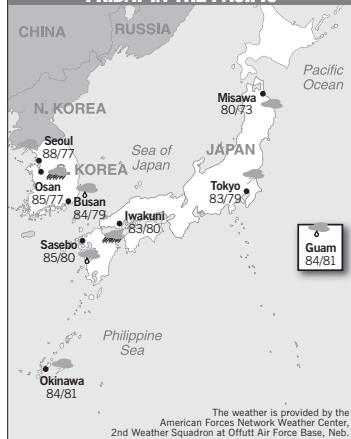 FRIDAY IN THE PACIFIC
CHINA
RUSSIA
Pacific
Ocean
Misawa
80/73
N. KOREA
Seoul
88/77
Sea of
Japan
JAPAN
KOREA
Osan
85/77
Busan
84/79
Tokyo
83/79
Iwakuni
83/80
Sasebo
85/80
Guam
84/81
Philippine
Sea
Okinawa
84/81
The weather is provided by the
American Forces Network Weather Center,
2nd Weather Squadron at Offutt Air Force Base, Neb.